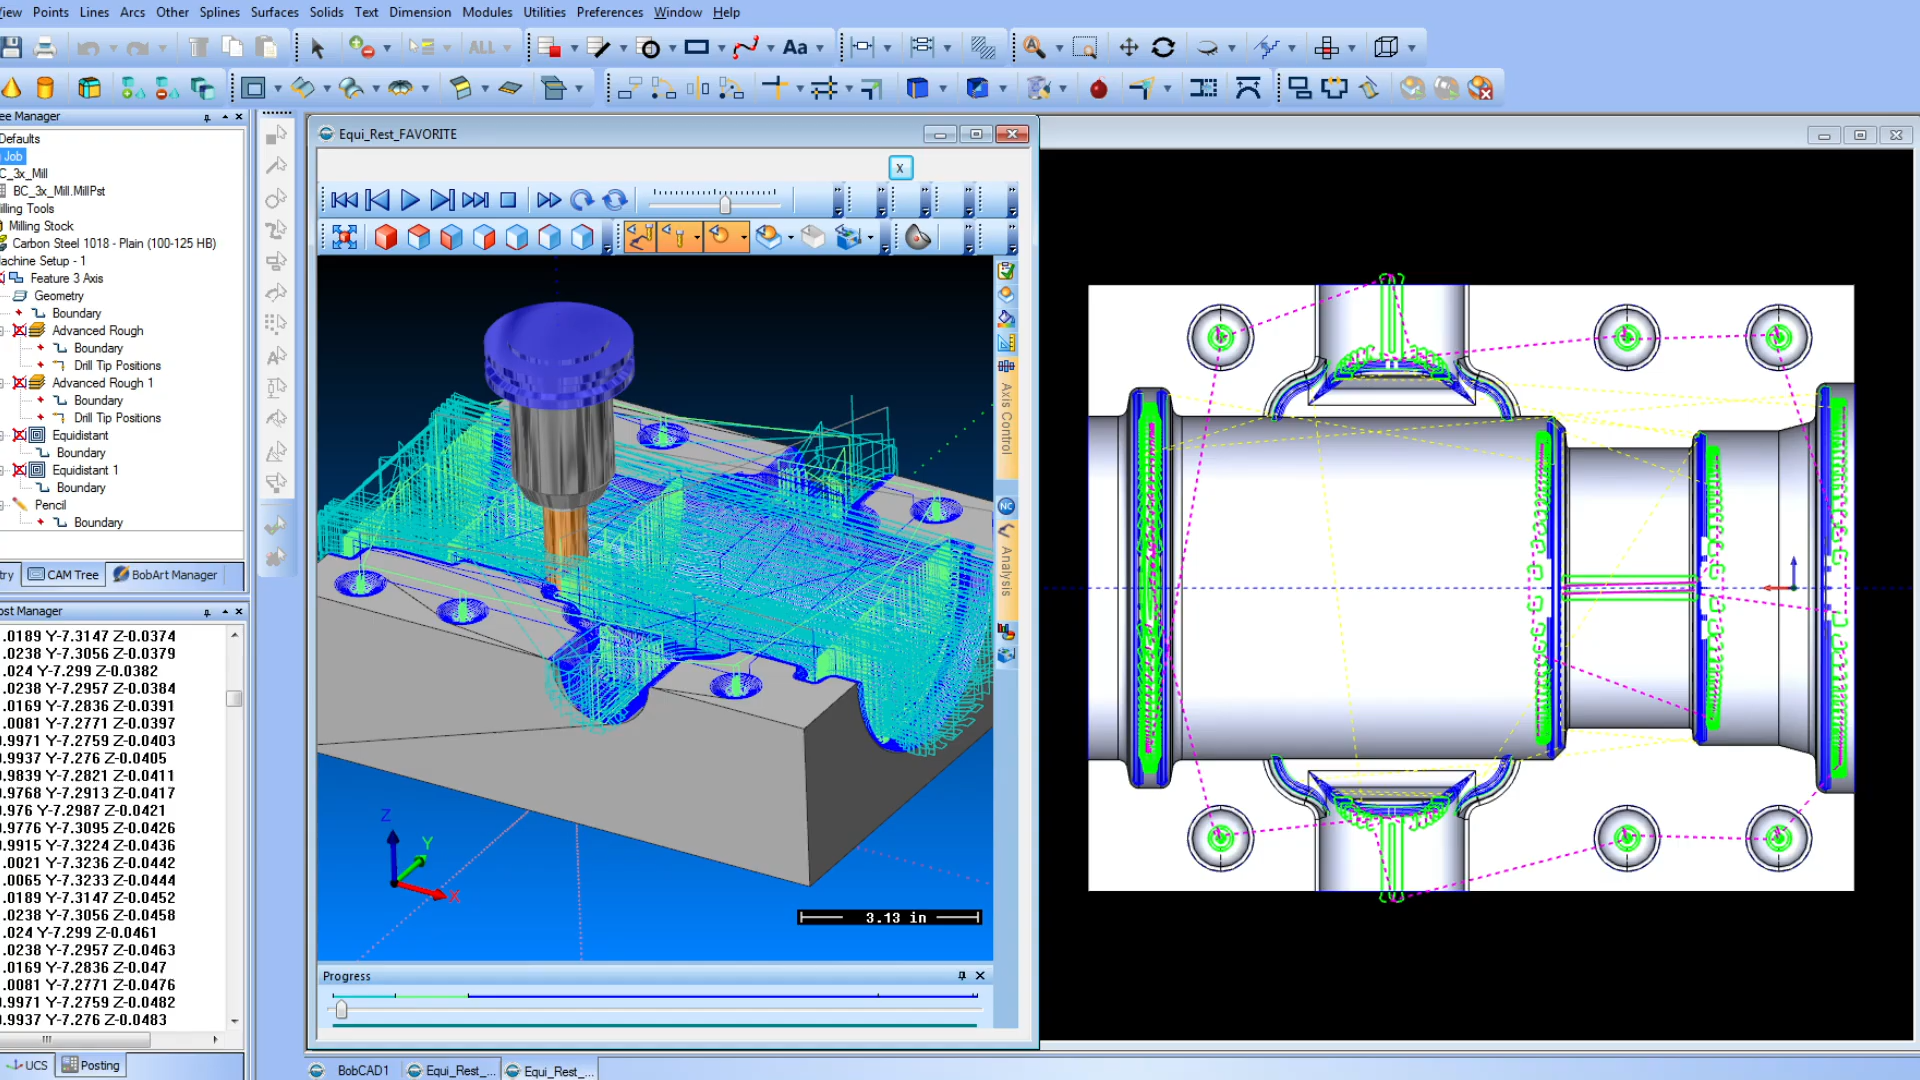 iew Points Lines Arcs Other Splines Surfaces Solids Text Dimension Modules Utilities Preferences Window Help
ALL
Aa
ee Manager
Defaults
Job
C_3x_Mill
BC_3x_Mill.MillPst
illing Tools
Milling Stock
Carbon Steel 1018 - Plain (100-125 HB)
achine Setup - 1
Feature 3 Axis
Geometry
Boundary
Advanced Rough
Boundary
Drill Tip Positions
Advanced Rough 1
Boundary
Drill Tip Positions
Equidistant
Boundary
Equidistant 1
Boundary
Pencil
Boundary
try CAM Tree BobArt Manager
ost Manager
.0189 Y-7.3147 Z-0.0374
.0238 Y-7.3056 Z-0.0379
.024 Y-7.299 Z-0.0382
.0238 Y-7.2957 Z-0.0384
.0169 Y-7.2836 Z-0.0391
.0081 Y-7.2771 Z-0.0397
.9971 Y-7.2759 Z-0.0403
.9937 Y-7.276 Z-0.0405
.9839 Y-7.2821 Z-0.0411
.9768 Y-7.2913 Z-0.0417
.976 Y-7.2987 Z-0.0421
.9776 Y-7.3095 Z-0.0426
.9915 Y-7.3224 Z-0.0436
.0021 Y-7.3236 Z-0.0442
.0065 Y-7.3233 Z-0.0444
.0189 Y-7.3147 Z-0.0452
.0238 Y-7.3056 Z-0.0458
.024 Y-7.299 Z-0.0461
.0238 Y-7.2957 Z-0.0463
.0169 Y-7.2836 Z-0.047
.0081 Y-7.2771 Z-0.0476
.9971 Y-7.2759 Z-0.0482
.9937 Y-7.276 Z-0.0483
UCS Posting
Equi_Rest_FAVORITE
X
Axis Control
NC
Analysis
Z
Y
X
3.13 in
Progress
BobCAD1 Equi_Rest_... Equi_Rest_...